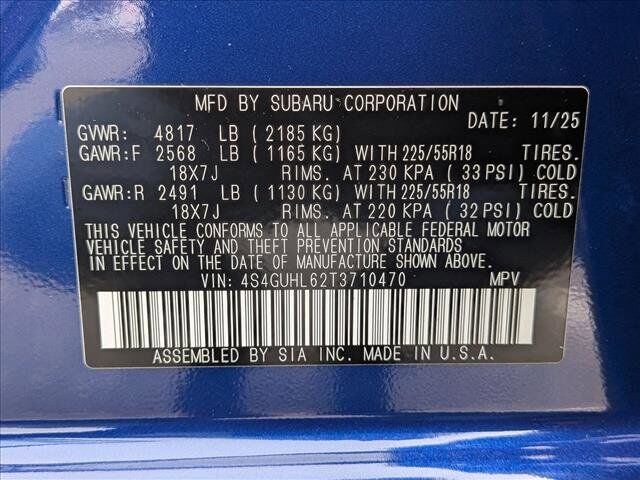 MFD BY SUBARU CORPORATION
DATE: 11/25
GVWR: 4817 LB ( 2185 KG)
GAWR:F 2568 LB ( 1165 KG) WITH 225/55R18 TIRES.
18X7J RIMS. AT 230 KPA ( 33 PSI) COLD
GAWR:R 2491 LB ( 1130 KG) WITH 225/55R18 TIRES.
18X7J RIMS. AT 220 KPA ( 32 PSI) COLD
THIS VEHICLE CONFORMS TO ALL APPLICABLE FEDERAL MOTOR
VEHICLE SAFETY AND THEFT PREVENTION STANDARDS
IN EFFECT ON THE DATE OF MANUFACTURE SHOWN ABOVE.
VIN: 4S4GUHL62T3710470 MPV
ASSEMBLED BY SIA INC. MADE IN U.S.A.